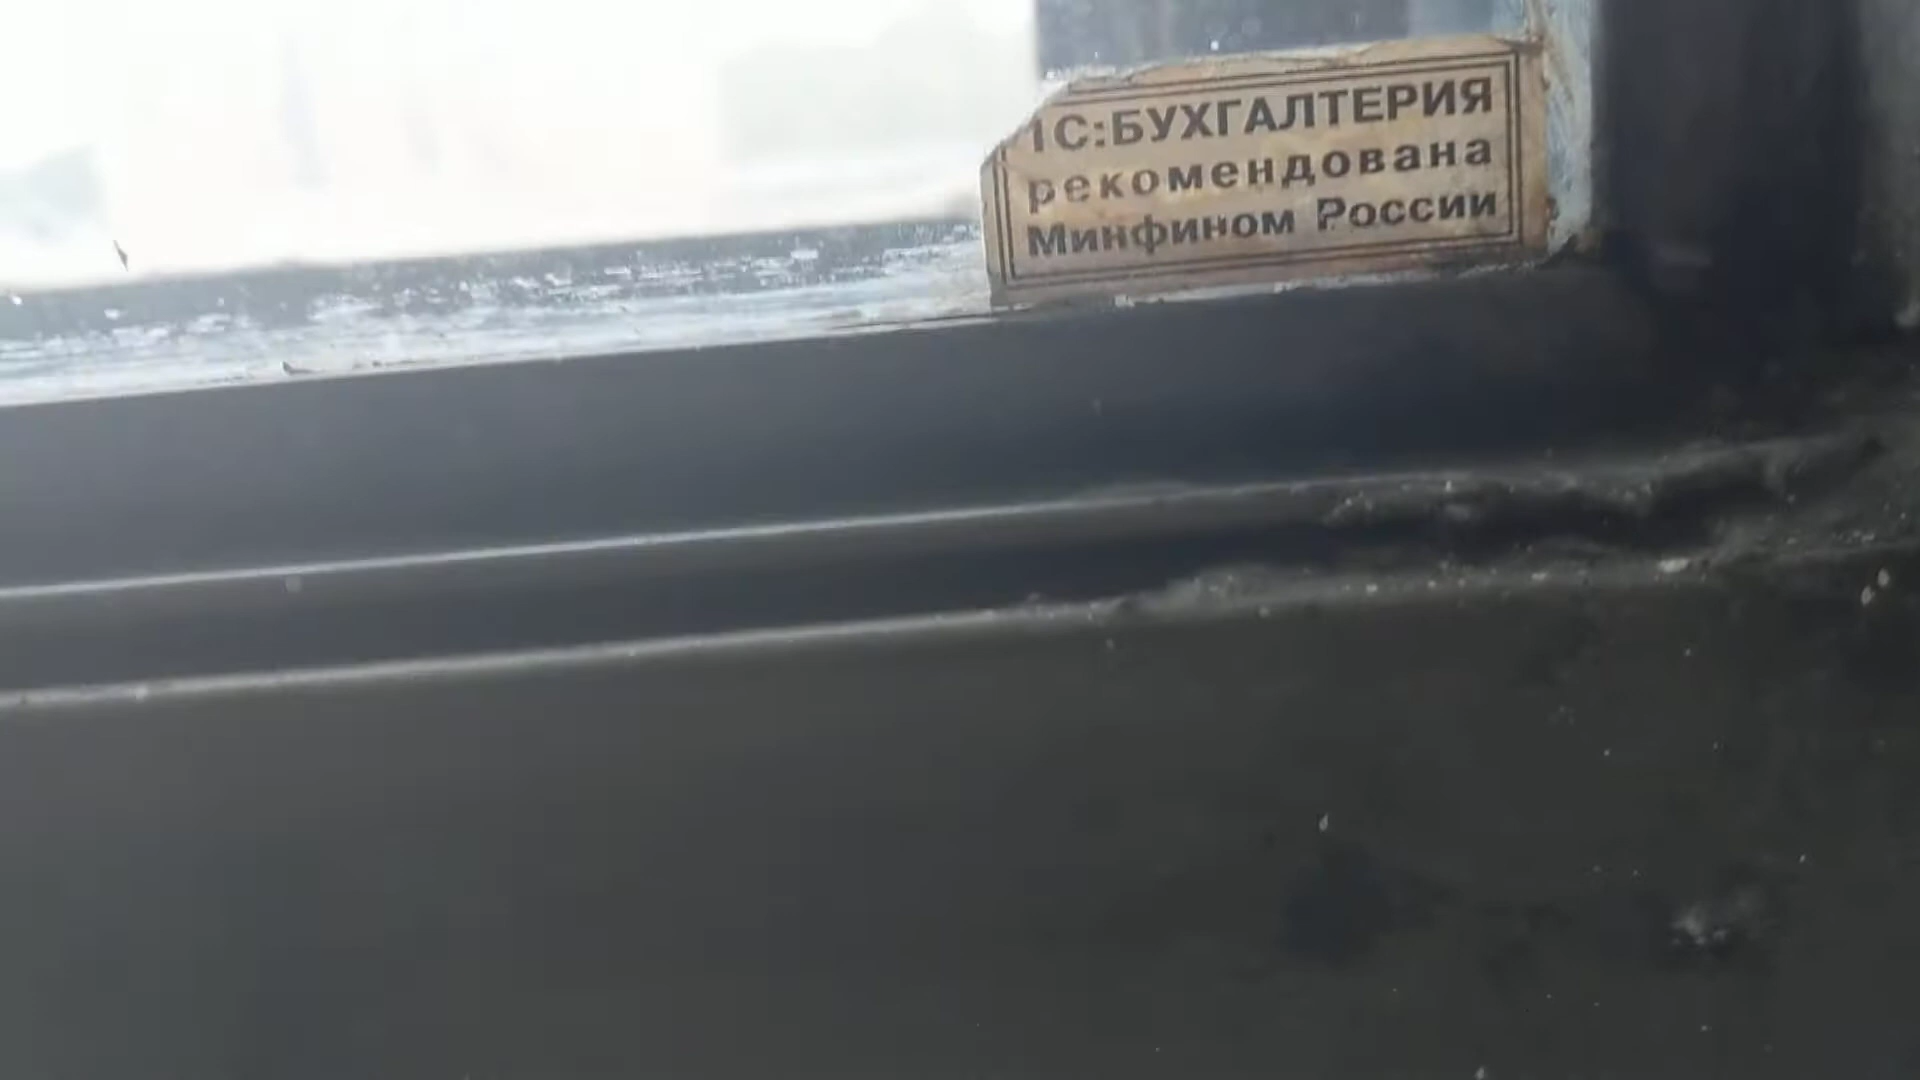 1С:БУХГАЛТЕРИЯ
рекомендована
Минфином России